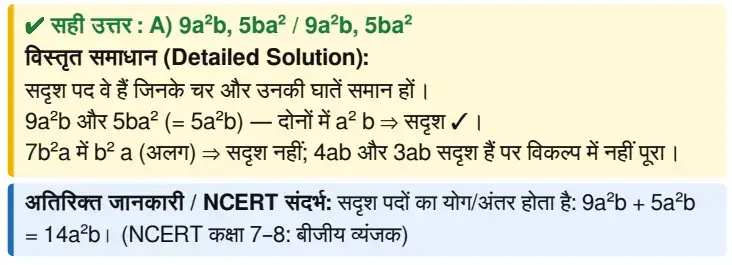 ✔ सही उत्तर : A) 9a²b, 5ba² / 9a²b, 5ba²
विस्तृत समाधान (Detailed Solution):
सदृश पद वे हैं जिनके चर और उनकी घातें समान हों।
9a²b और 5ba² (= 5a²b) — दोनों में a² b ⇒ सदृश ✓।
7b²a में b² a (अलग) ⇒ सदृश नहीं; 4ab और 3ab सदृश हैं पर विकल्प में नहीं पूरा।
अतिरिक्त जानकारी / NCERT संदर्भ: सदृश पदों का योग/अंतर होता है: 9a²b + 5a²b
= 14a²b। (NCERT कक्षा 7–8: बीजीय व्यंजक)